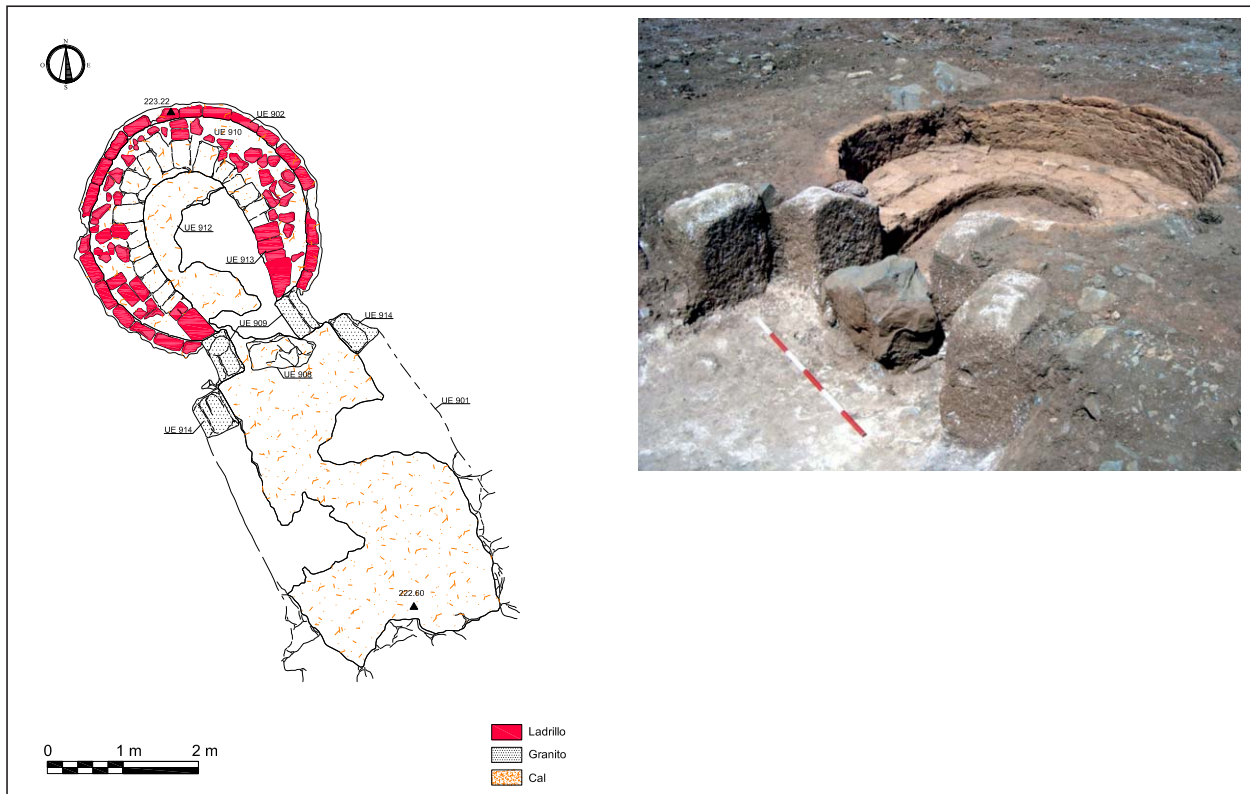 N
O E
S
223.22
UE 902
UE 910
UE 912
UE 913
UE 909
UE 914
UE 908
UE 901
UE 914
222.60
0 1 m 2 m
Ladrillo
Granito
Cal